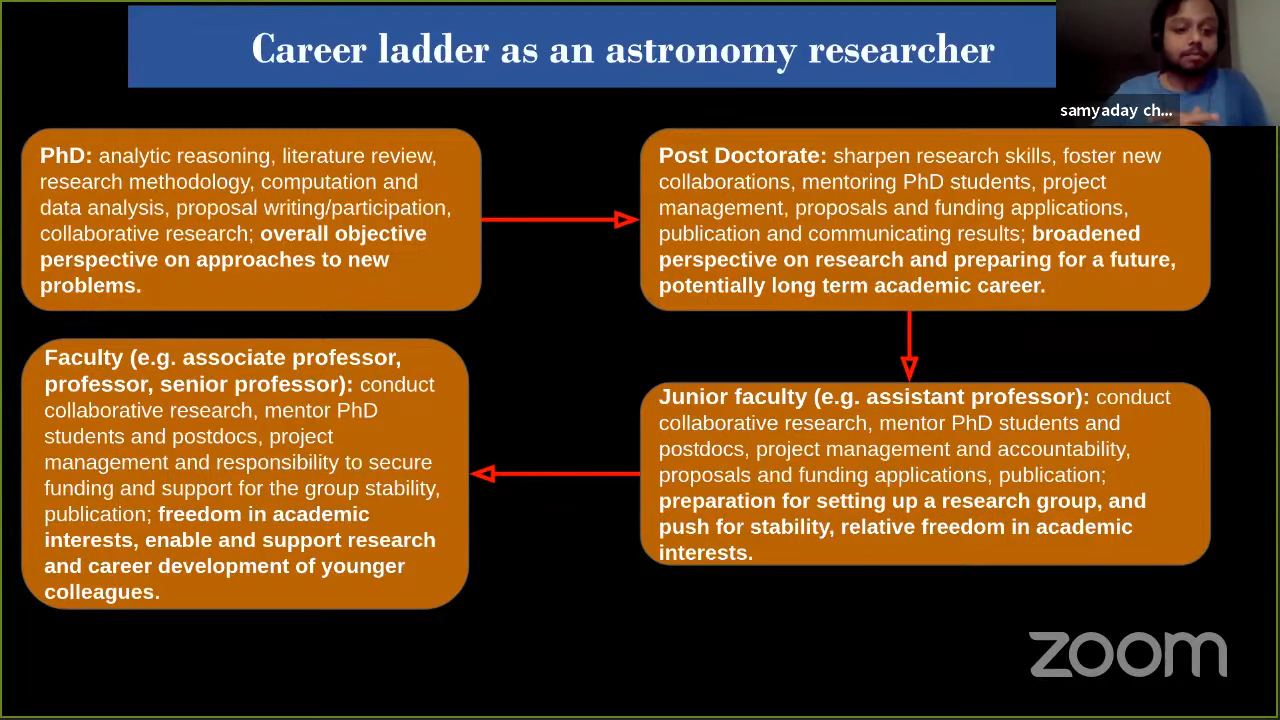 Career ladder as an astronomy researcher
samyaday ch...
PhD: analytic reasoning, literature review,
research methodology, computation and
data analysis, proposal writing/participation,
collaborative research; overall objective
perspective on approaches to new
problems.
Post Doctorate: sharpen research skills, foster new
collaborations, mentoring PhD students, project
management, proposals and funding applications,
publication and communicating results; broadened
perspective on research and preparing for a future,
potentially long term academic career.
Junior faculty (e.g. assistant professor): conduct
collaborative research, mentor PhD students and
postdocs, project management and accountability,
proposals and funding applications, publication;
preparation for setting up a research group, and
push for stability, relative freedom in academic
interests.
Faculty (e.g. associate professor,
professor, senior professor): conduct
collaborative research, mentor PhD
students and postdocs, project
management and responsibility to secure
funding and support for the group stability,
publication; freedom in academic
interests, enable and support research
and career development of younger
colleagues.
zoom